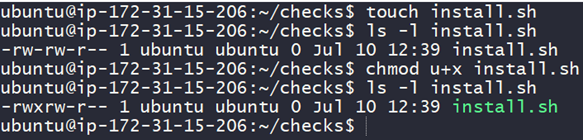 ubuntu@ip-172-31-15-206:~/checks$ touch install.sh
ubuntu@ip-172-31-15-206:~/checks$ ls -l install.sh
-rw-rw-r-- 1 ubuntu ubuntu 0 Jul 10 12:39 install.sh
ubuntu@ip-172-31-15-206:~/checks$ chmod u+x install.sh
ubuntu@ip-172-31-15-206:~/checks$ ls -l install.sh
-rwxrw-r-- 1 ubuntu ubuntu 0 Jul 10 12:39 install.sh
ubuntu@ip-172-31-15-206:~/checks$